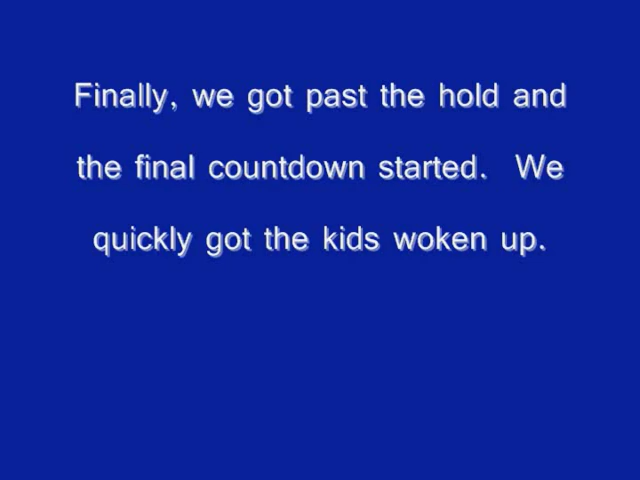 Finally, we got past the hold and
the final countdown started.  We
quickly got the kids woken up.